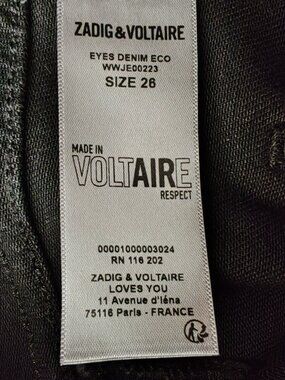 ZADIG & VOLTAIRE
EYES DENIM ECO
WWJE00223
SIZE 26
MADE IN
VOLTAIRE
RESPECT
00001000003024
RN 116 202
ZADIG & VOLTAIRE
LOVES YOU
11 Avenue d'Iéna
75116 Paris - FRANCE